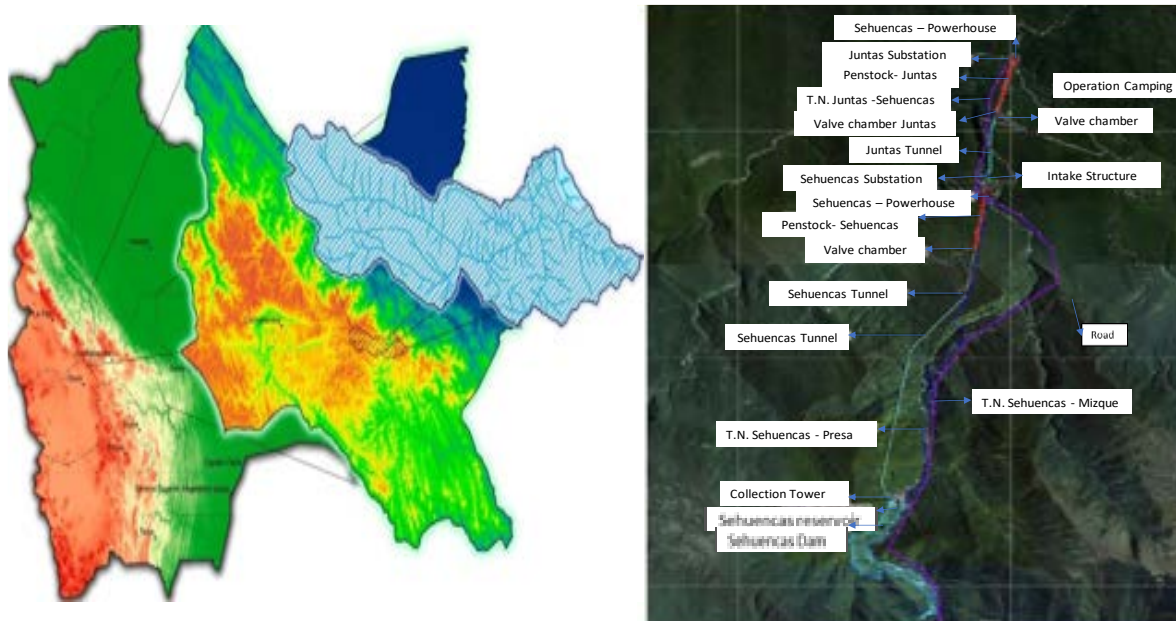 Sehuencas – Powerhouse
Juntas Substation
Penstock- Juntas
Operation Camping
T.N. Juntas -Sehuencas
Valve chamber Juntas
Valve chamber
Juntas Tunnel
Sehuencas Substation
Intake Structure
Sehuencas – Powerhouse
Penstock- Sehuencas
Valve chamber
Sehuencas Tunnel
Sehuencas Tunnel
Road
T.N. Sehuencas - Mizque
T.N. Sehuencas - Presa
Collection Tower
Sehuencas reservoir
Sehuencas Dam